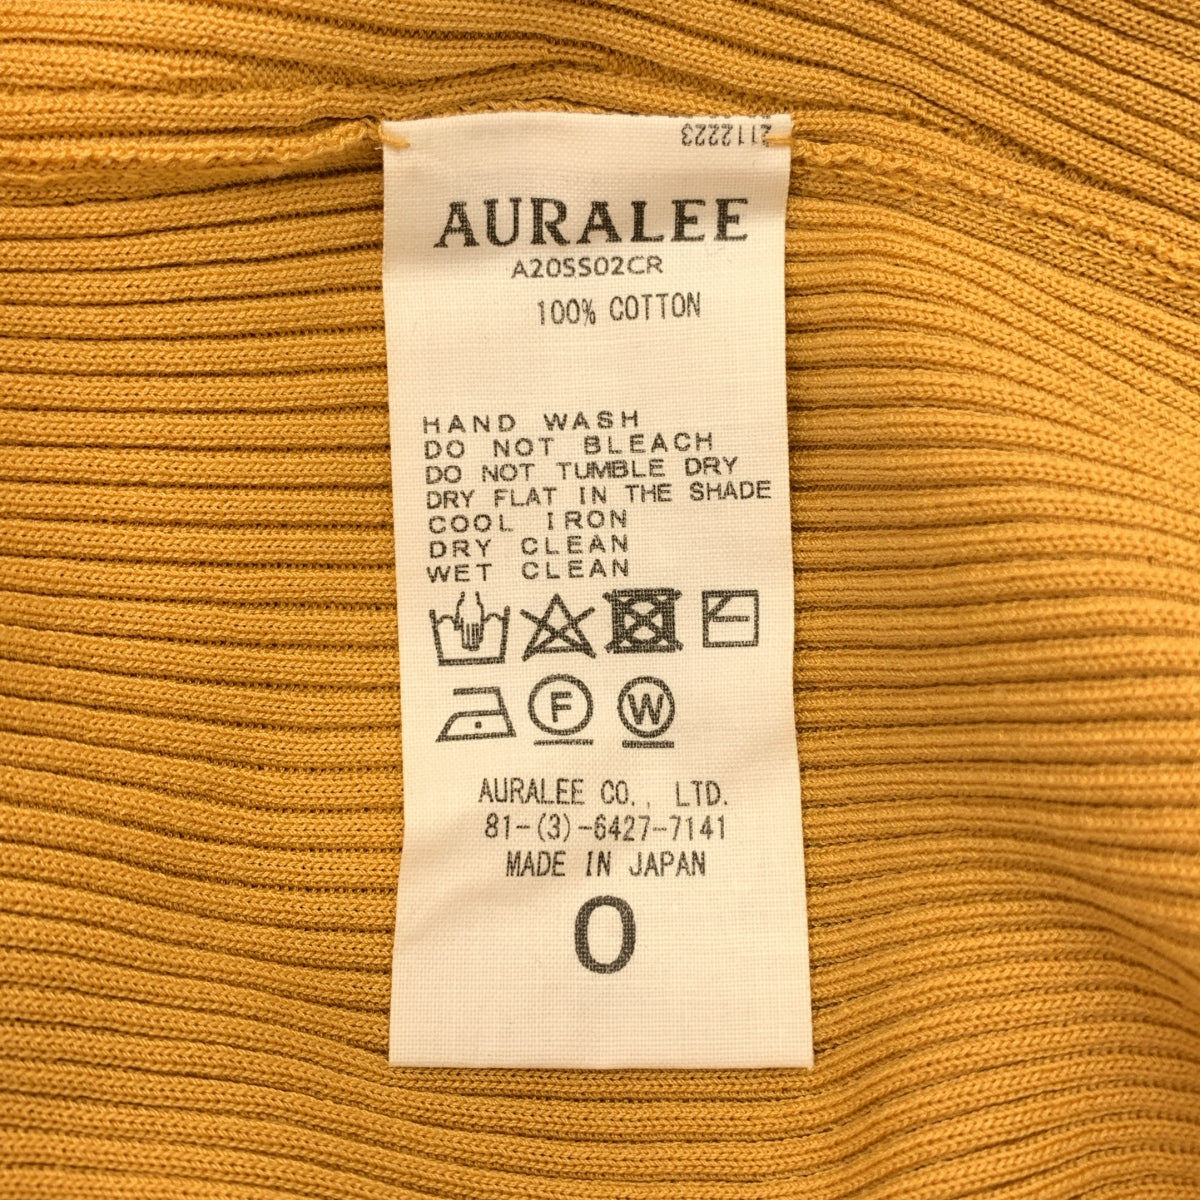 2112223
AURALEE
A20SS02CR
100% COTTON
HAND WASH
DO NOT BLEACH
DO NOT TUMBLE DRY
DRY FLAT IN THE SHADE
COOL IRON
DRY CLEAN
WET CLEAN
F W
AURALEE CO., LTD.
81-(3)-6427-7141
MADE IN JAPAN
0